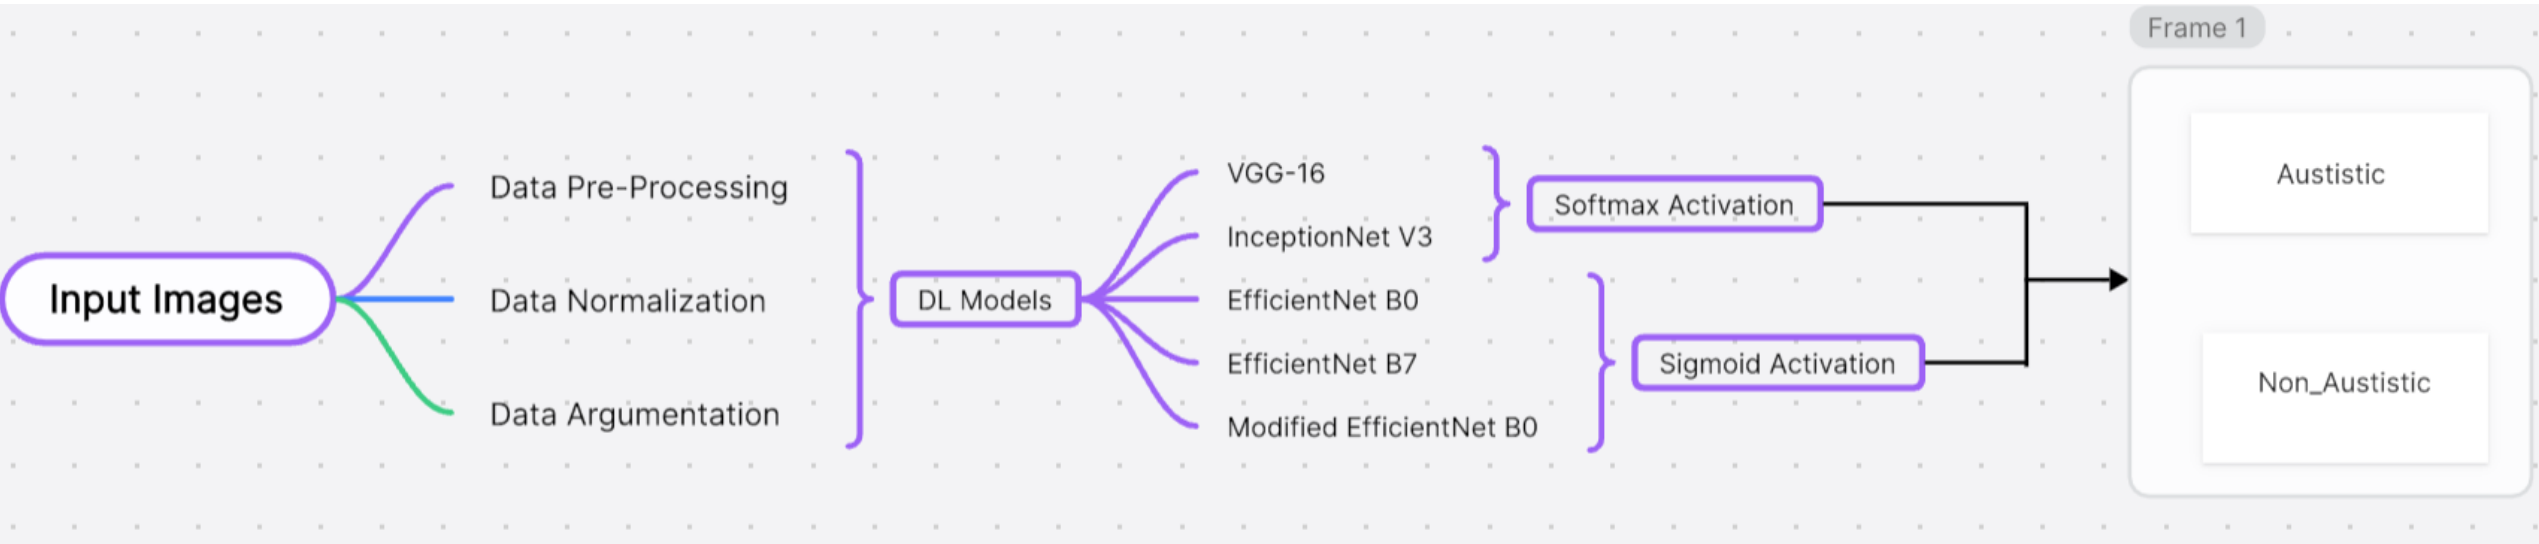 Input Images
Data Pre-Processing
Data Normalization
Data Argumentation
DL Models
VGG-16
InceptionNet V3
EfficientNet B0
EfficientNet B7
Modified EfficientNet B0
Softmax Activation
Sigmoid Activation
Frame 1
Austistic
Non_Austistic